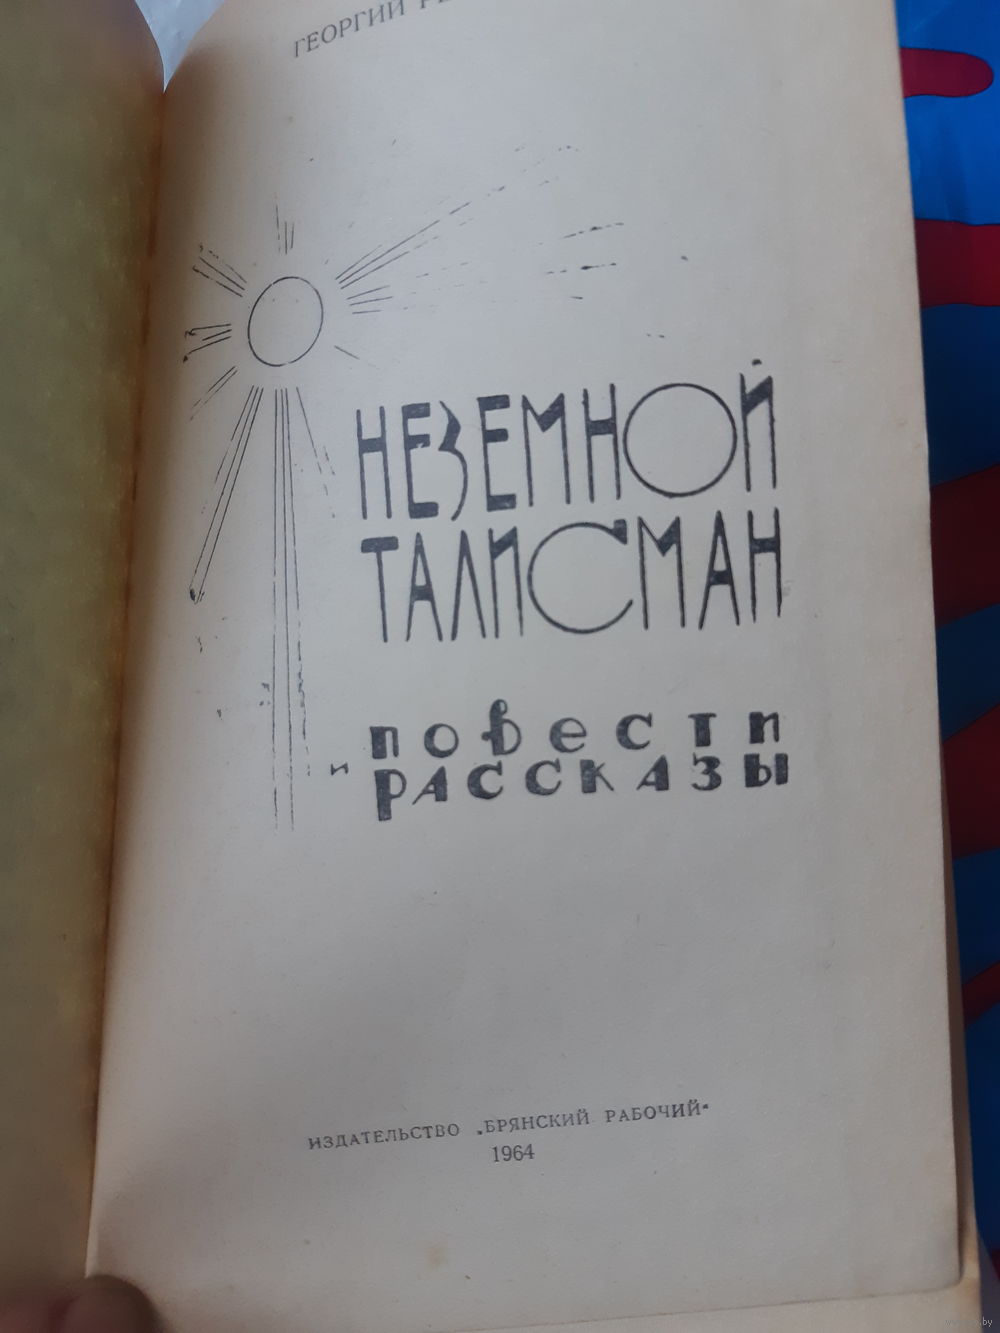 ГЕОРГИЙ
НЕЗЕМНОЙ
ТАЛИСМАН
ПОВЕСТИ
И РАССКАЗЫ
ИЗДАТЕЛЬСТВО „БРЯНСКИЙ РАБОЧИЙ“
1964